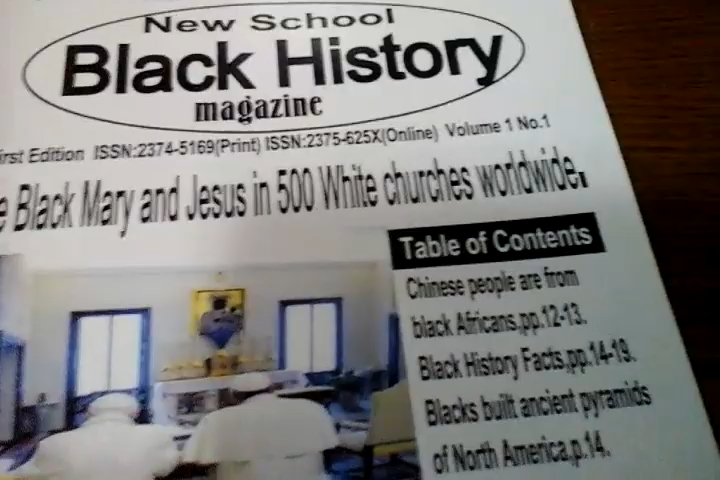 New School
Black History
magazine
Edition ISSN:2374-5169(Print) ISSN:2375-625X(Online) Volume 1 No.1
Black Mary and Jesus in 500 White churches worldwide.
Table of Contents
Chinese people are from
black Africans,pp.12-13.
Black History Facts,pp.14-19.
Blacks built ancient pyramids
of North America,p.14.